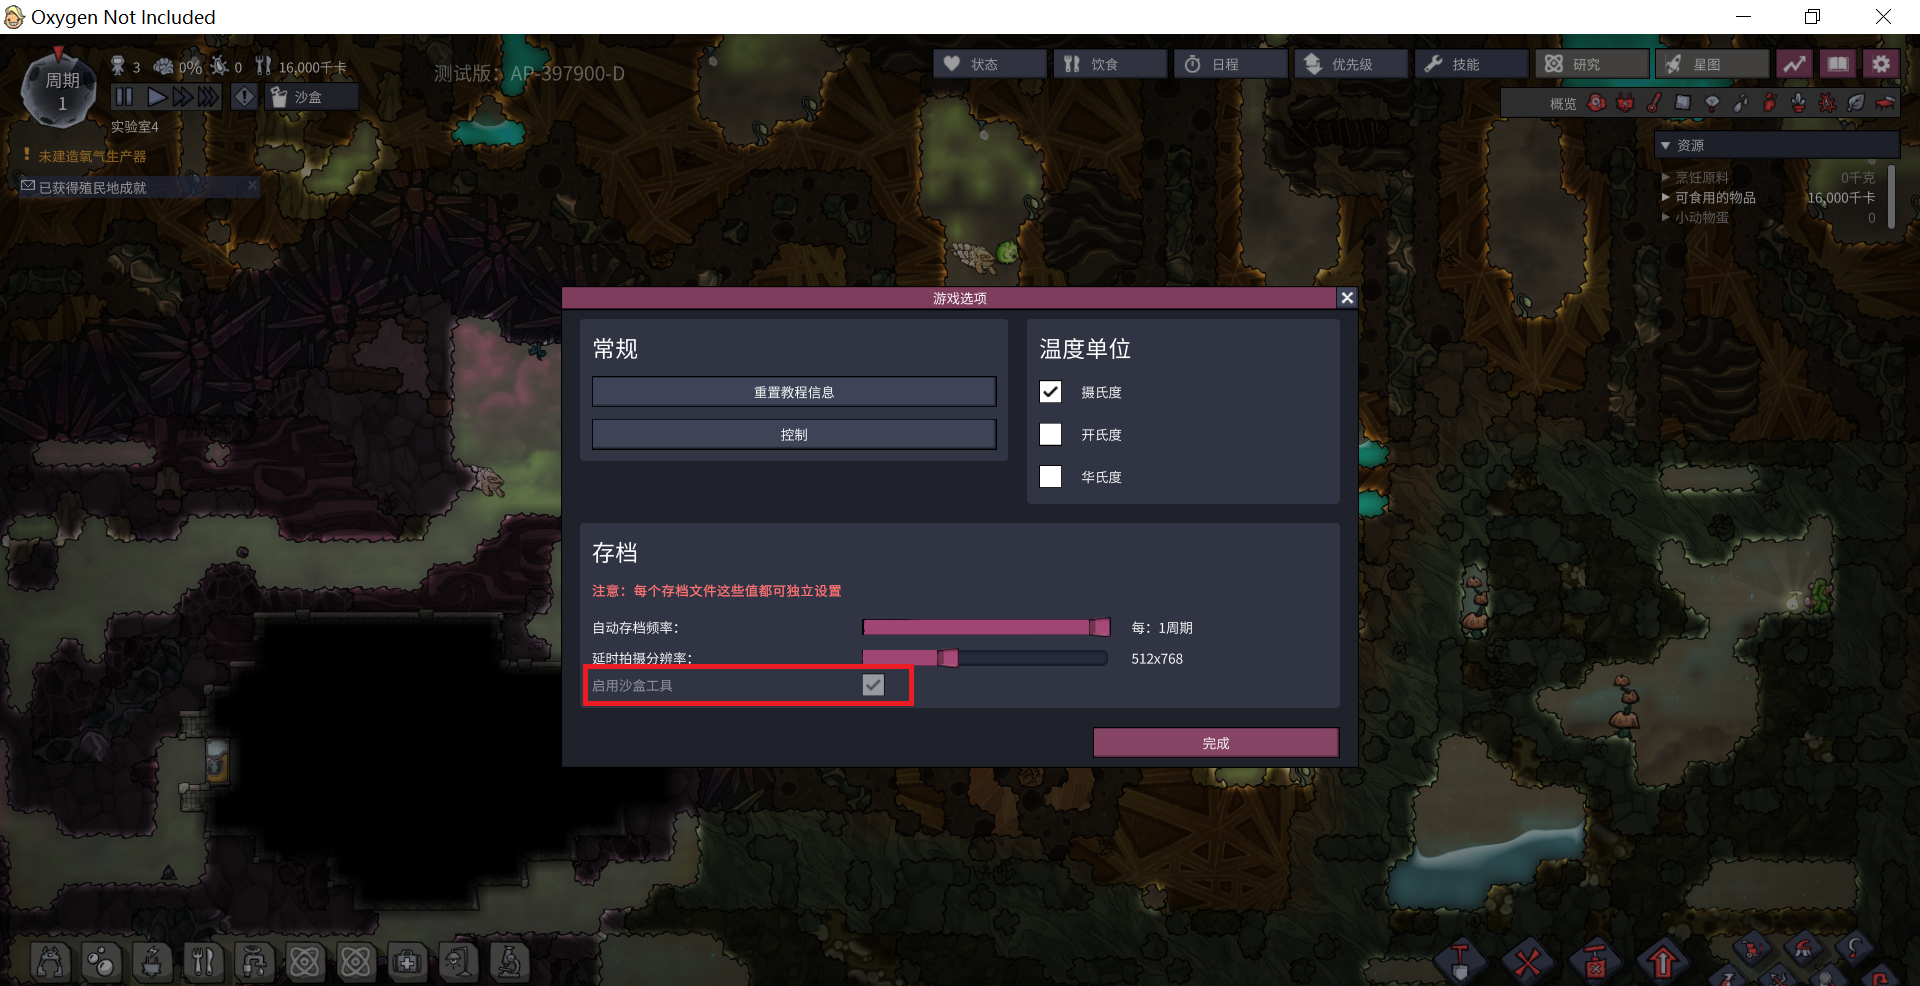 Oxygen Not Included
周期
1
3
0%
0
16,000千卡
沙盒
实验室4
测试版：AP-397900-D
状态
饮食
日程
优先级
技能
研究
星图
概览
未建造氧气生产器
已获得殖民地成就
资源
烹饪原料 0千克
可食用的物品 16,000千卡
小动物蛋 0
游戏选项
常规
重置教程信息
控制
温度单位
摄氏度
开氏度
华氏度
存档
注意：每个存档文件这些值都可独立设置
自动存档频率： 每：1周期
延时拍摄分辨率： 512x768
启用沙盒工具
完成